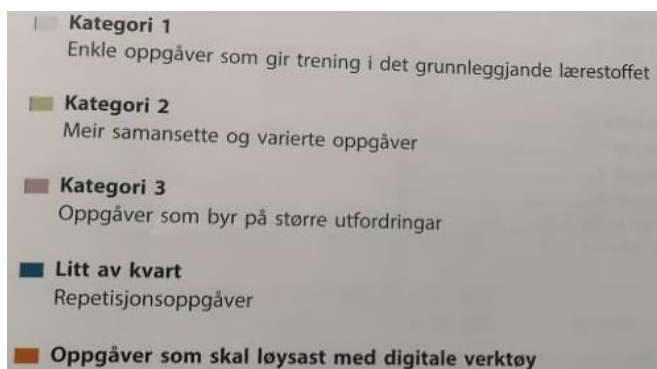 Kategori 1
Enkle oppgåver som gir trening i det grunnleggjande lærestoffet
Kategori 2
Meir samansette og varierte oppgåver
Kategori 3
Oppgåver som byr på større utfordringar
Litt av kvart
Repetisjonsoppgåver
Oppgåver som skal løysast med digitale verktøy